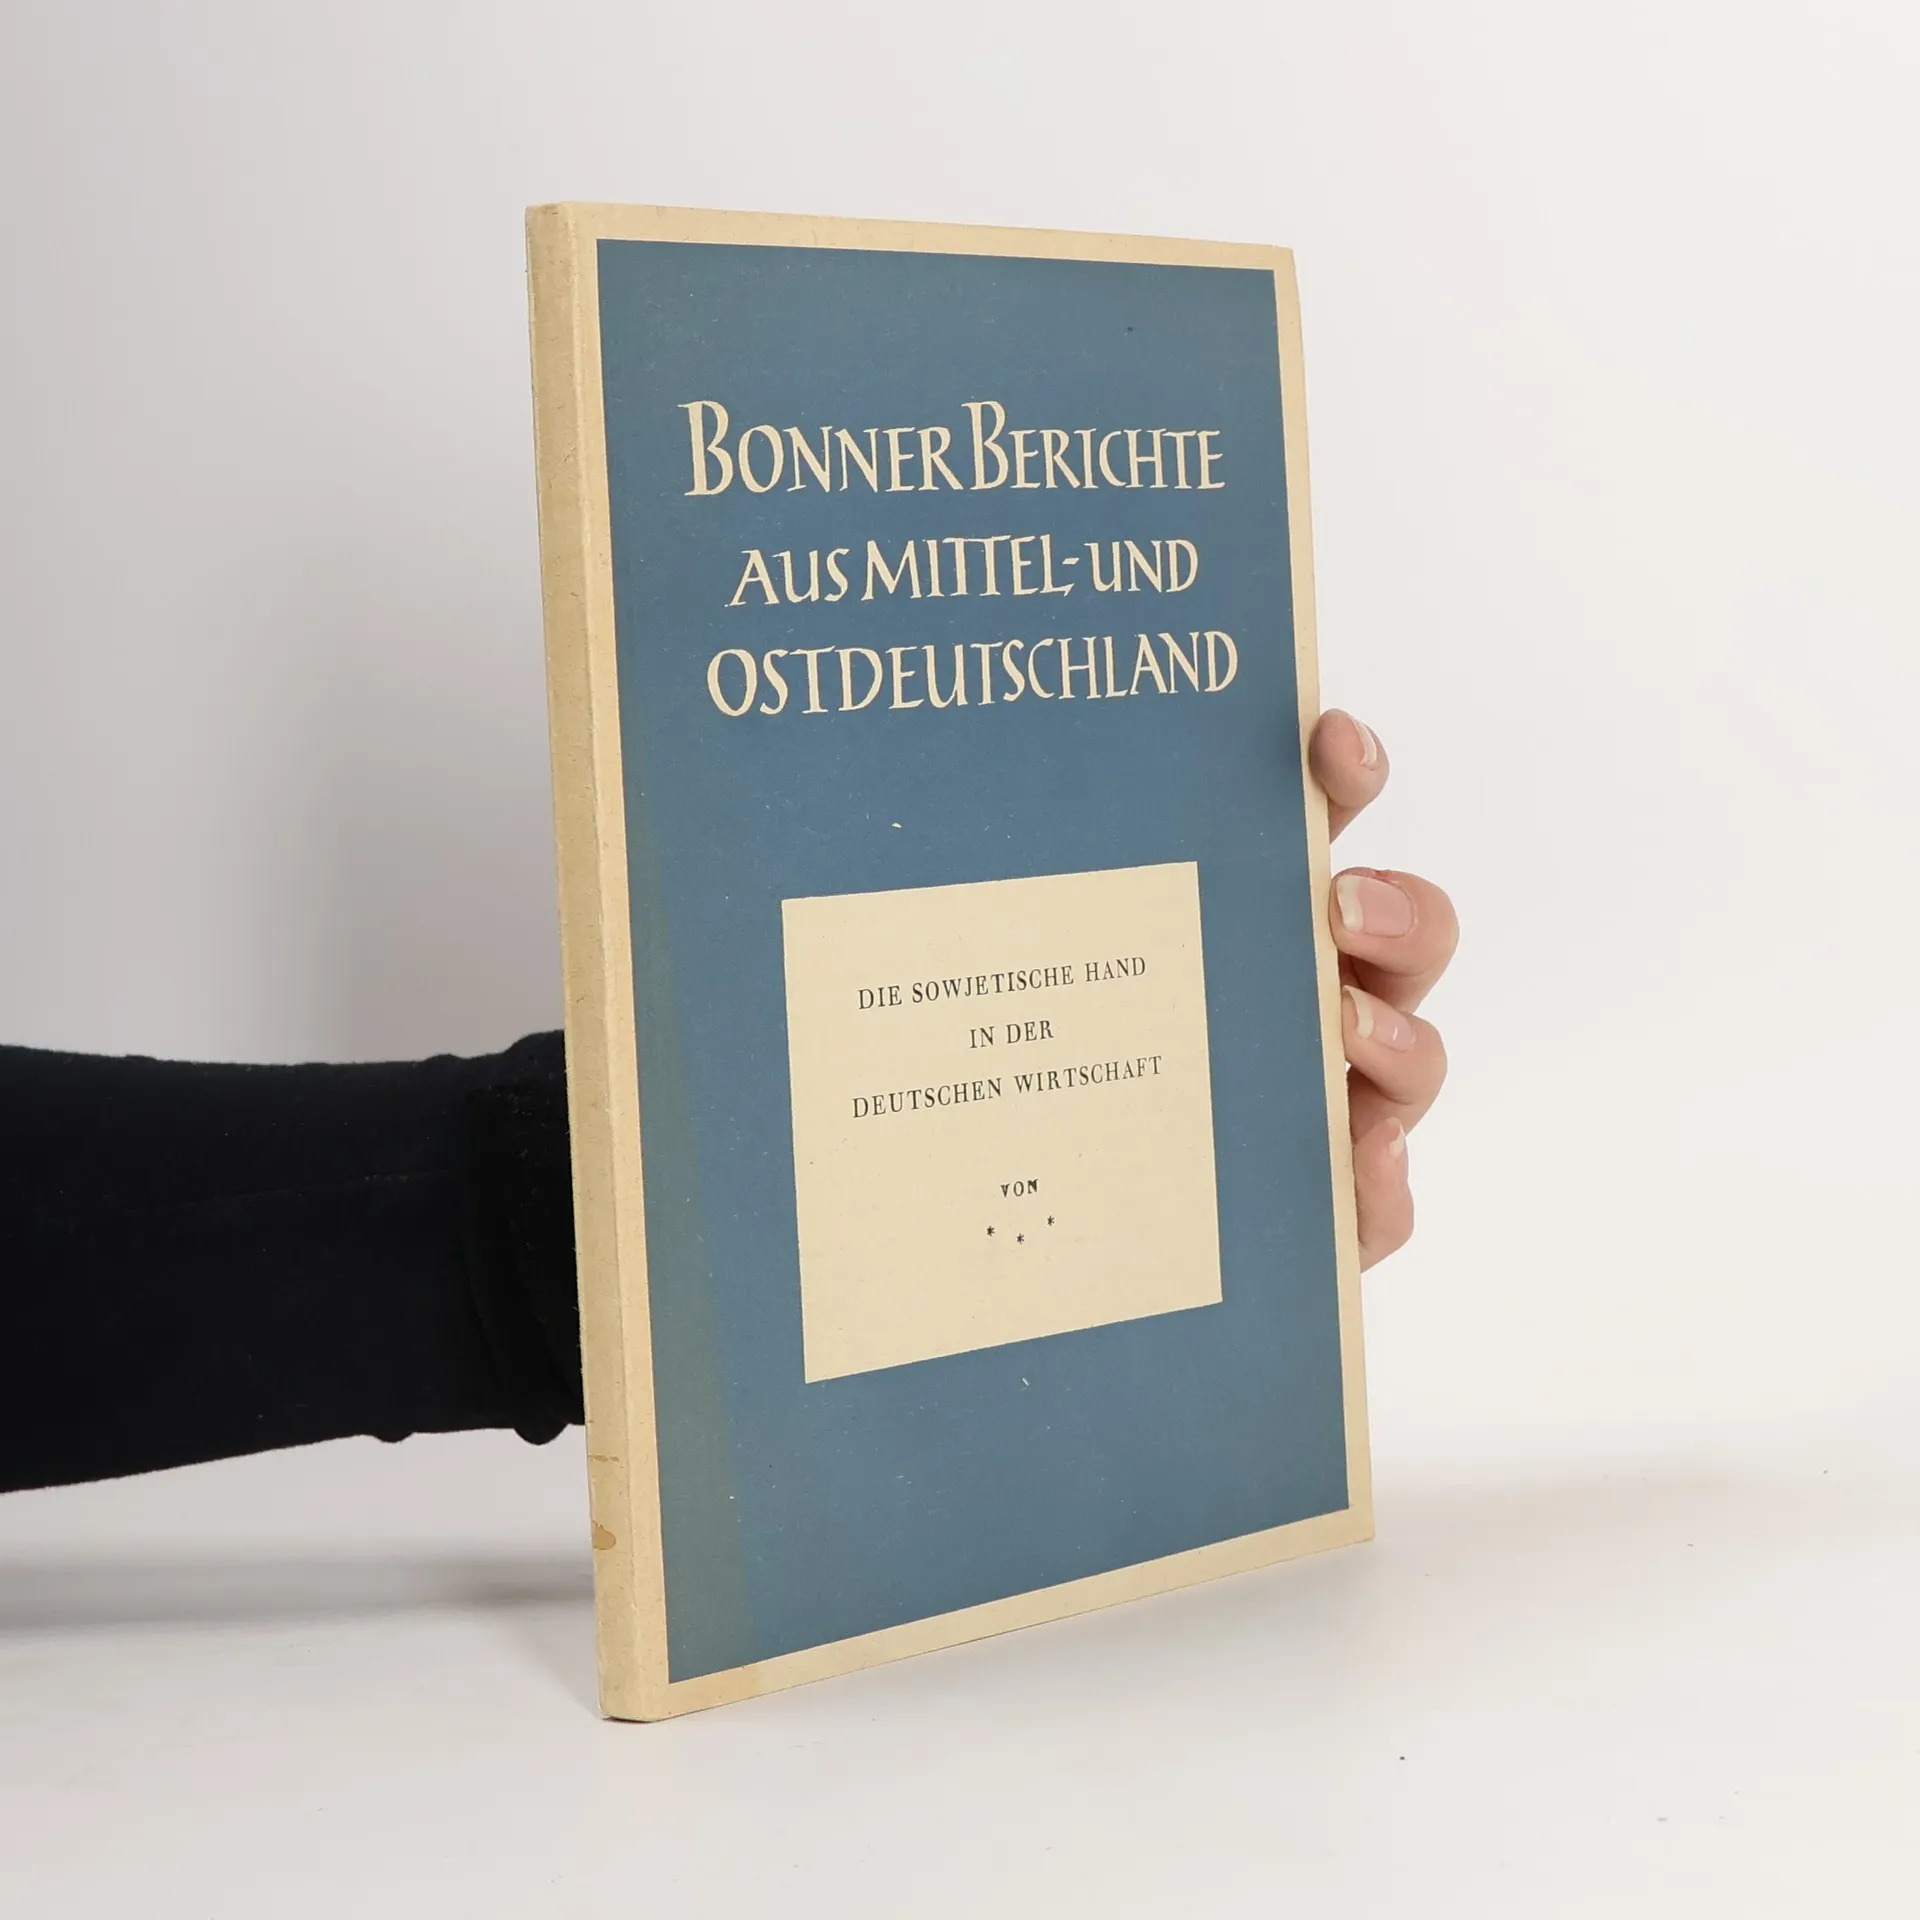 BONNER BERICHTE
AUS MITTEL- UND
OSTDEUTSCHLAND
DIE SOWJETISCHE HAND
IN DER
DEUTSCHEN WIRTSCHAFT
VON
* * *